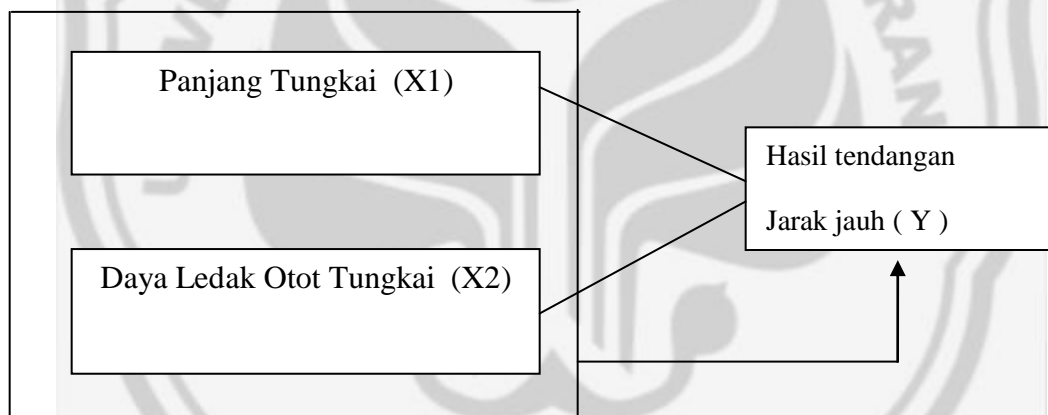 Panjang Tungkai (X1)
Hasil tendangan
Jarak jauh ( Y )
Daya Ledak Otot Tungkai (X2)